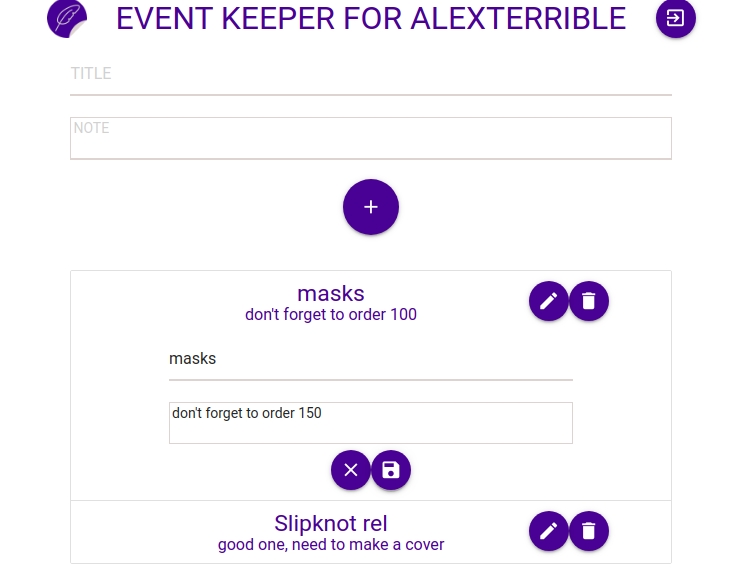 EVENT KEEPER FOR ALEXTERRIBLE
TITLE
NOTE
masks
don't forget to order 100
masks
don't forget to order 150
Slipknot rel
good one, need to make a cover